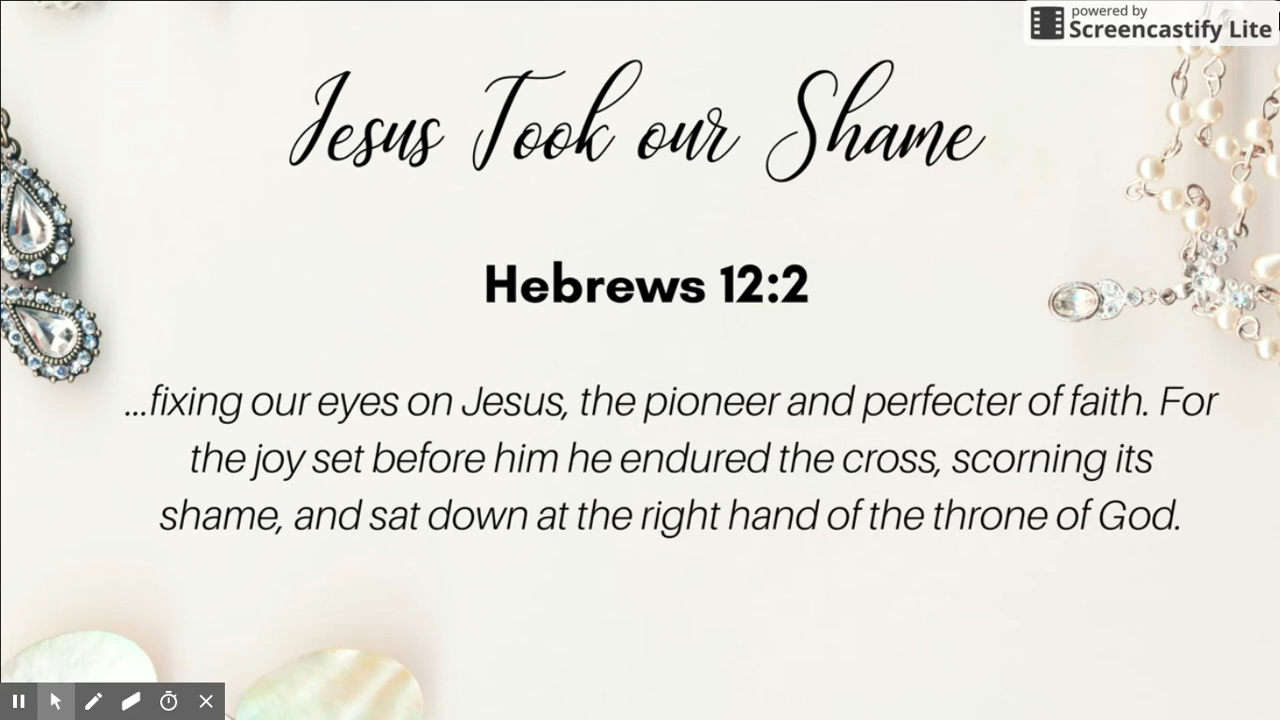 powered by
Screencastify Lite
Jesus Took our Shame
Hebrews 12:2
...fixing our eyes on Jesus, the pioneer and perfecter of faith. For
the joy set before him he endured the cross, scorning its
shame, and sat down at the right hand of the throne of God.